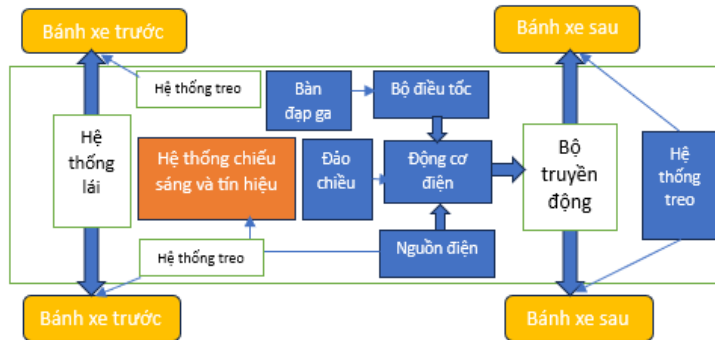 Bánh xe trước
Bánh xe sau
Hệ thống treo
Bàn
đạp ga
Bộ điều tốc
Hệ
thống
lái
Hệ thống chiếu
sáng và tín hiệu
Đảo
chiều
Động cơ
điện
Bộ
truyền
động
Hệ
thống
treo
Hệ thống treo
Nguồn điện
Bánh xe trước
Bánh xe sau